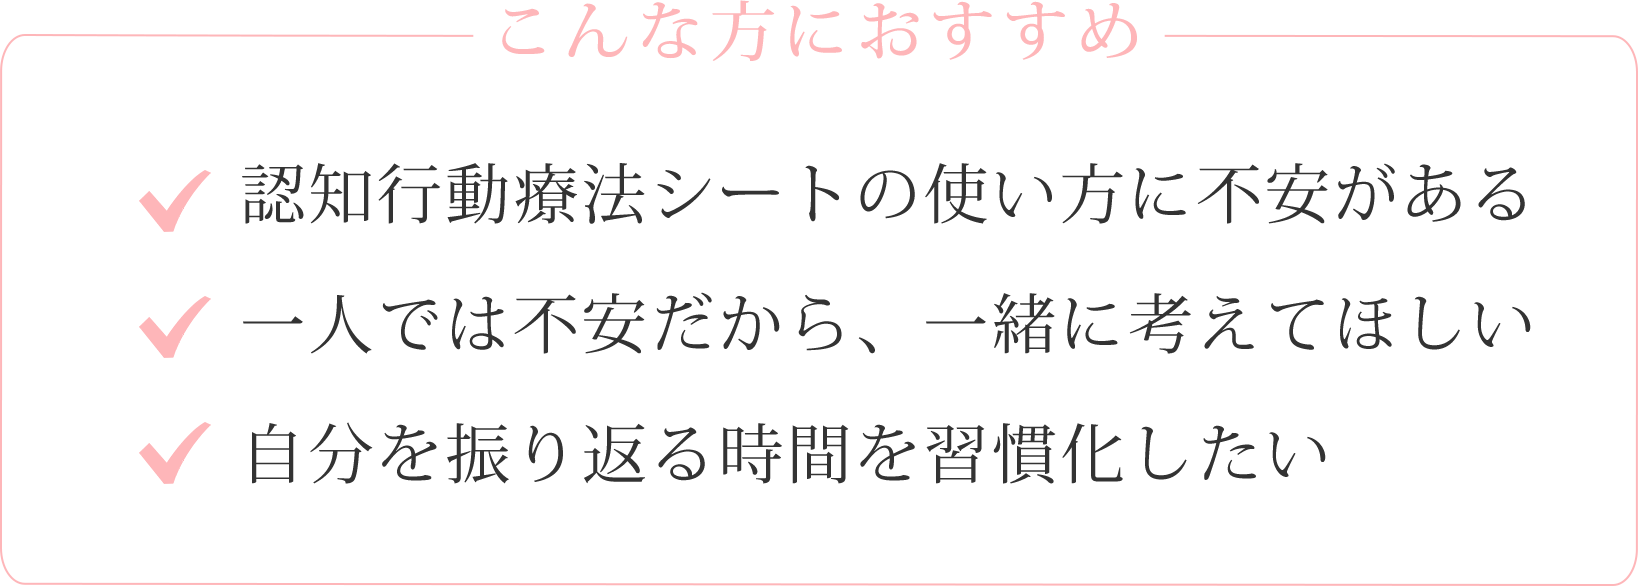 こんな方におすすめ
認知行動療法シートの使い方に不安がある
一人では不安だから、一緒に考えてほしい
自分を振り返る時間を習慣化したい